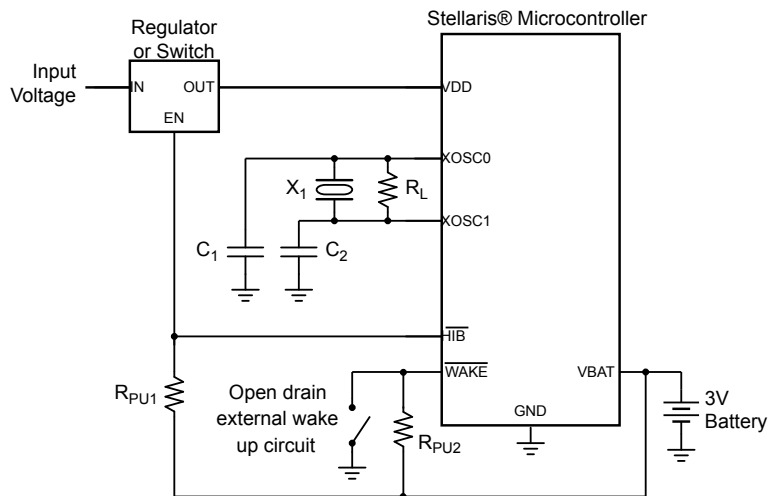 Stellaris® Microcontroller
Regulator
or Switch
Input
Voltage
IN
OUT
EN
VDD
XOSC0
X1
RL
XOSC1
C1
C2
HIB
WAKE
VBAT
RPU1
Open drain
external wake
up circuit
RPU2
GND
3V
Battery